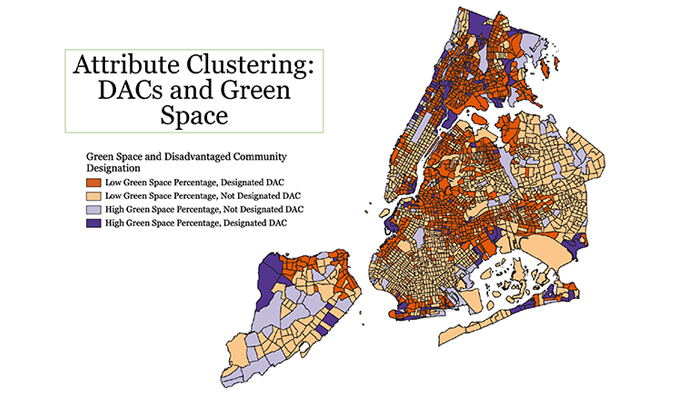 Attribute Clustering:
DACs and Green
Space
Green Space and Disadvantaged Community
Designation
Low Green Space Percentage, Designated DAC
Low Green Space Percentage, Not Designated DAC
High Green Space Percentage, Not Designated DAC
High Green Space Percentage, Designated DAC